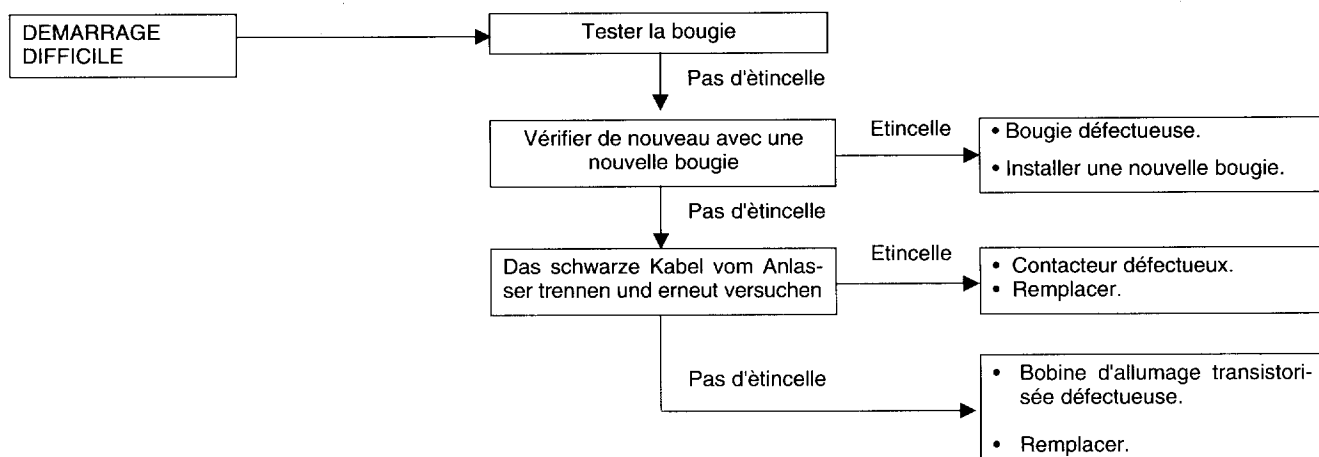 DEMARRAGE
DIFFICILE
Tester la bougie
Pas d'ètincelle
Vérifier de nouveau avec une
nouvelle bougie
Etincelle
• Bougie défectueuse.
• Installer une nouvelle bougie.
Pas d'ètincelle
Das schwarze Kabel vom Anlas-
ser trennen und erneut versuchen
Etincelle
• Contacteur défectueux.
• Remplacer.
Pas d'ètincelle
• Bobine d'allumage transistori-
sée défectueuse.
• Remplacer.